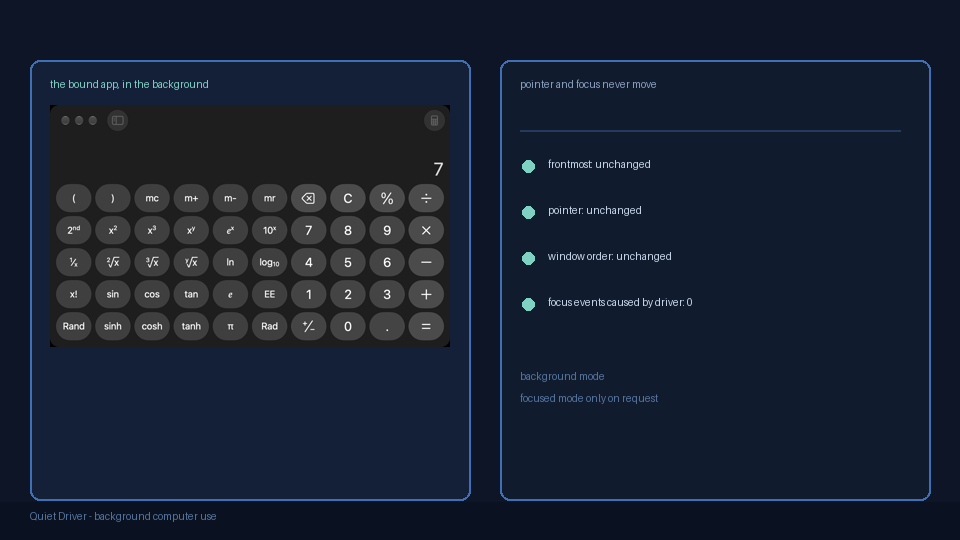 the bound app, in the background
7
( ) mc m+ m- mr C % ÷
2ⁿᵈ x² x³ xʸ eˣ 10ˣ 7 8 9 ×
¹⁄ₓ ²√x ³√x ʸ√x ln log₁₀ 4 5 6 −
x! sin cos tan e EE 1 2 3 +
Rand sinh cosh tanh π Rad +/− 0 . =
pointer and focus never move
frontmost: unchanged
pointer: unchanged
window order: unchanged
focus events caused by driver: 0
background mode
focused mode only on request
Quiet Driver - background computer use